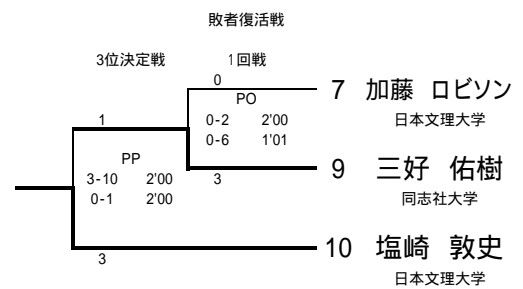 敗者復活戦
3位決定戦 1回戦
0
PO
7 加藤 ロビソン
日本文理大学
0-2 2'00
0-6 1'01
1
3
9 三好 佑樹
同志社大学
PP
3-10 2'00
0-1 2'00
3
10 塩崎 敦史
日本文理大学